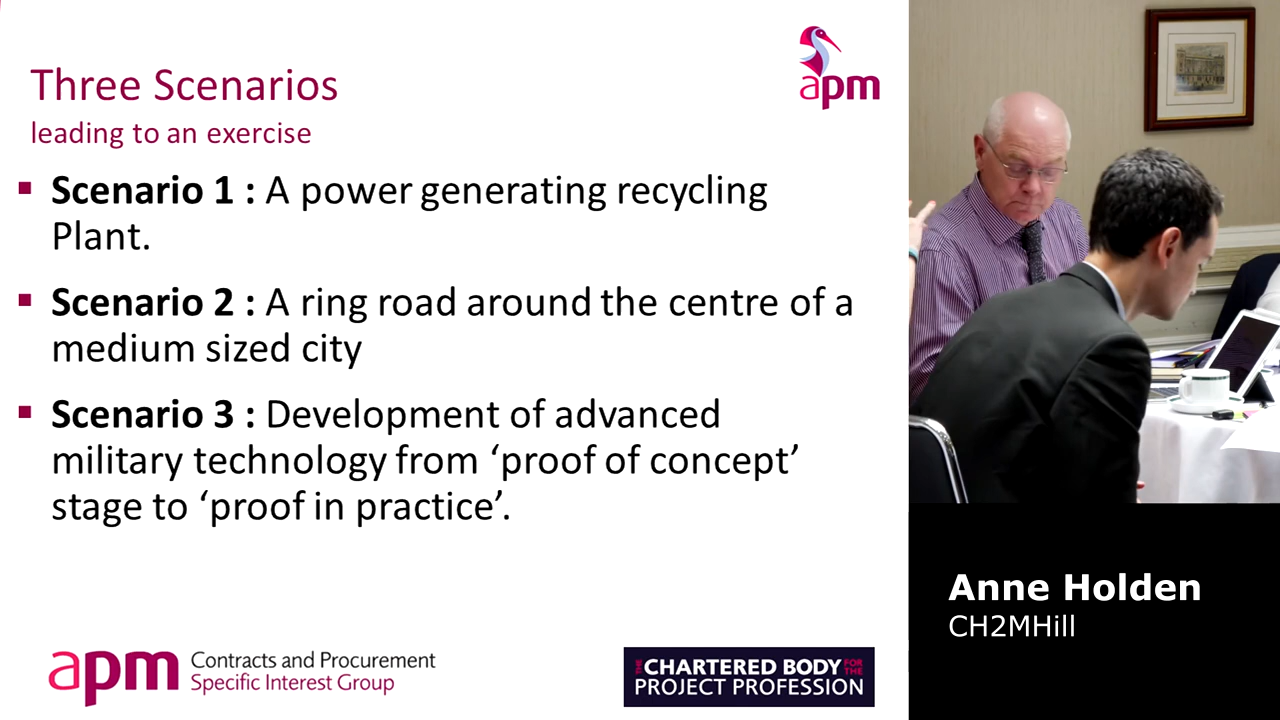 Three Scenarios
leading to an exercise
apm
▪ Scenario 1 : A power generating recycling
Plant.
▪ Scenario 2 : A ring road around the centre of a
medium sized city
▪ Scenario 3 : Development of advanced
military technology from ‘proof of concept’
stage to ‘proof in practice’.
apm Contracts and Procurement
Specific Interest Group
THE CHARTERED BODY FOR THE
PROJECT PROFESSION
Anne Holden
CH2MHill